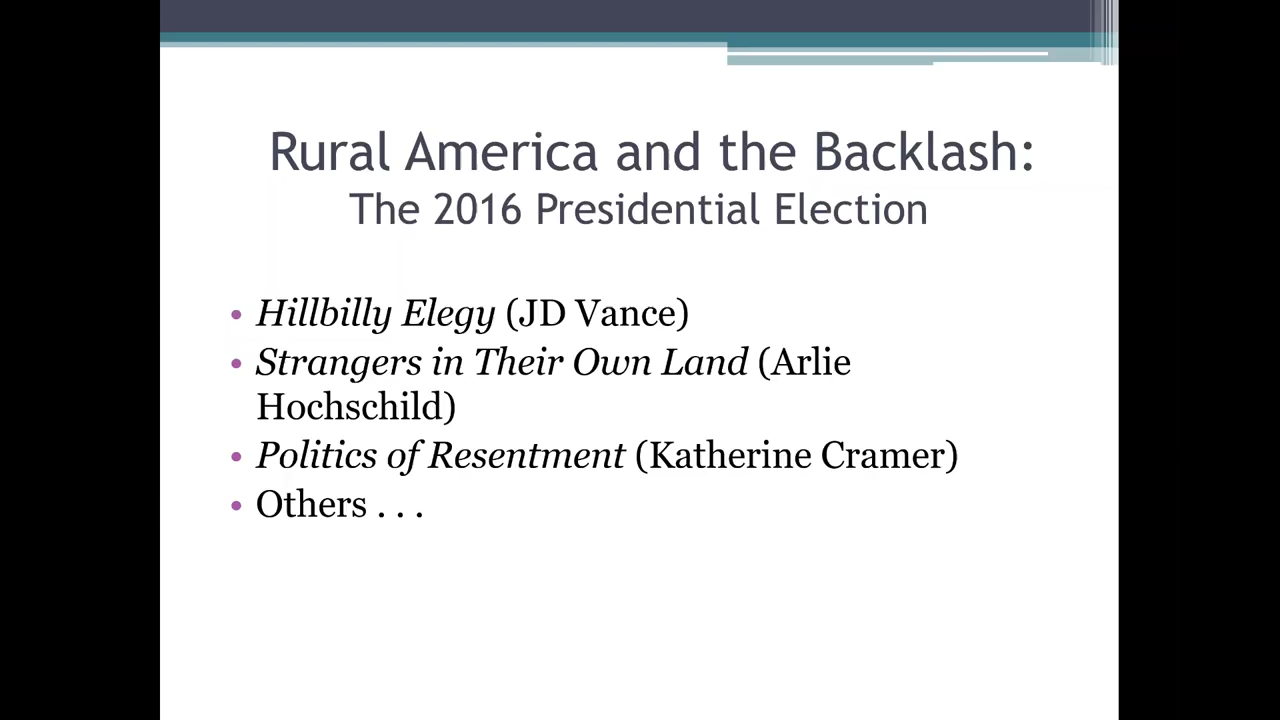 Rural America and the Backlash:
The 2016 Presidential Election
• Hillbilly Elegy (JD Vance)
• Strangers in Their Own Land (Arlie
Hochschild)
• Politics of Resentment (Katherine Cramer)
• Others . . .